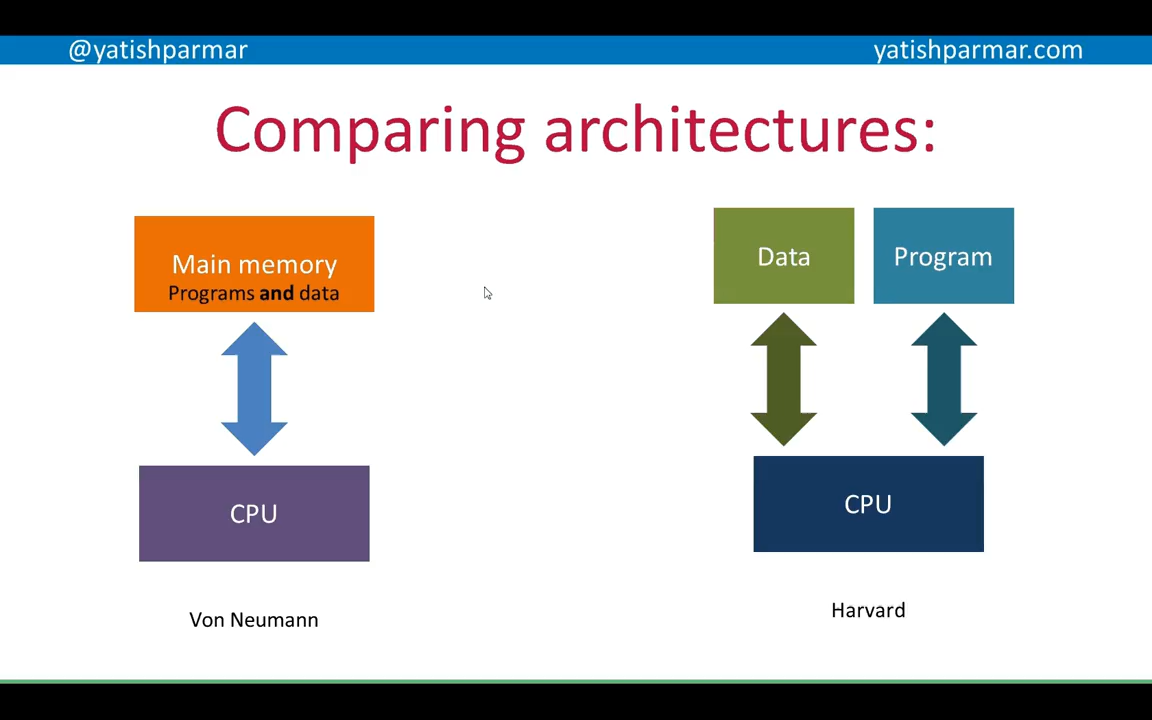 @yatishparmar
yatishparmar.com
Comparing architectures:
Main memory
Programs and data
CPU
Von Neumann
Data
Program
CPU
Harvard